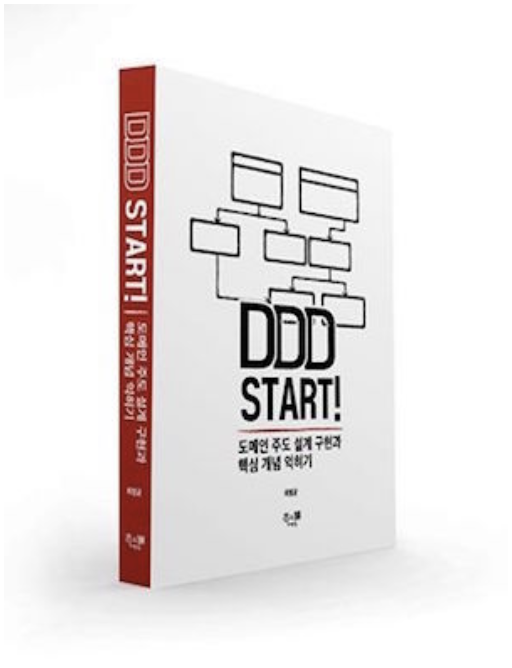 DDD START!
도메인 주도 설계 구현과
핵심 개념 익히기
DDD
START!
도메인 주도 설계 구현과
핵심 개념 익히기